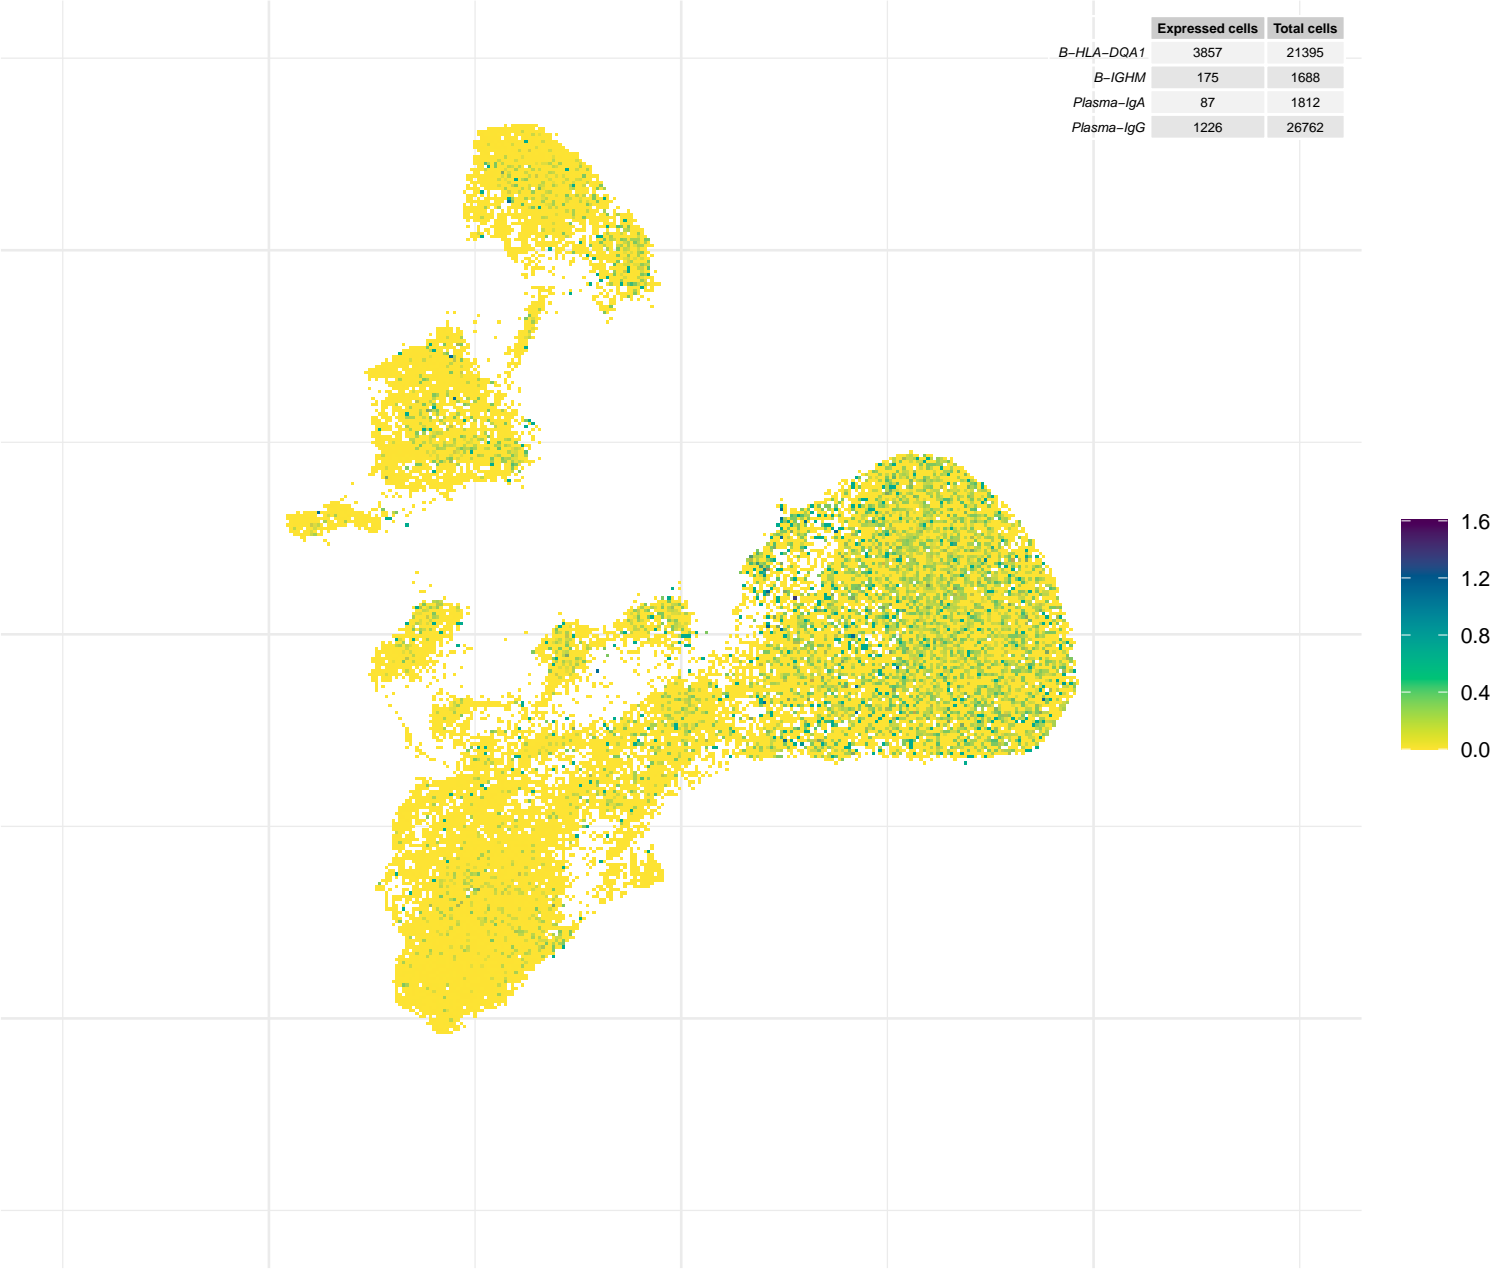 Expressed cells Total cells
B−HLA−DQA1 3857 21395
B−IGHM 175 1688
Plasma−IgA 87 1812
Plasma−IgG 1226 26762
1.6
1.2
0.8
0.4
0.0